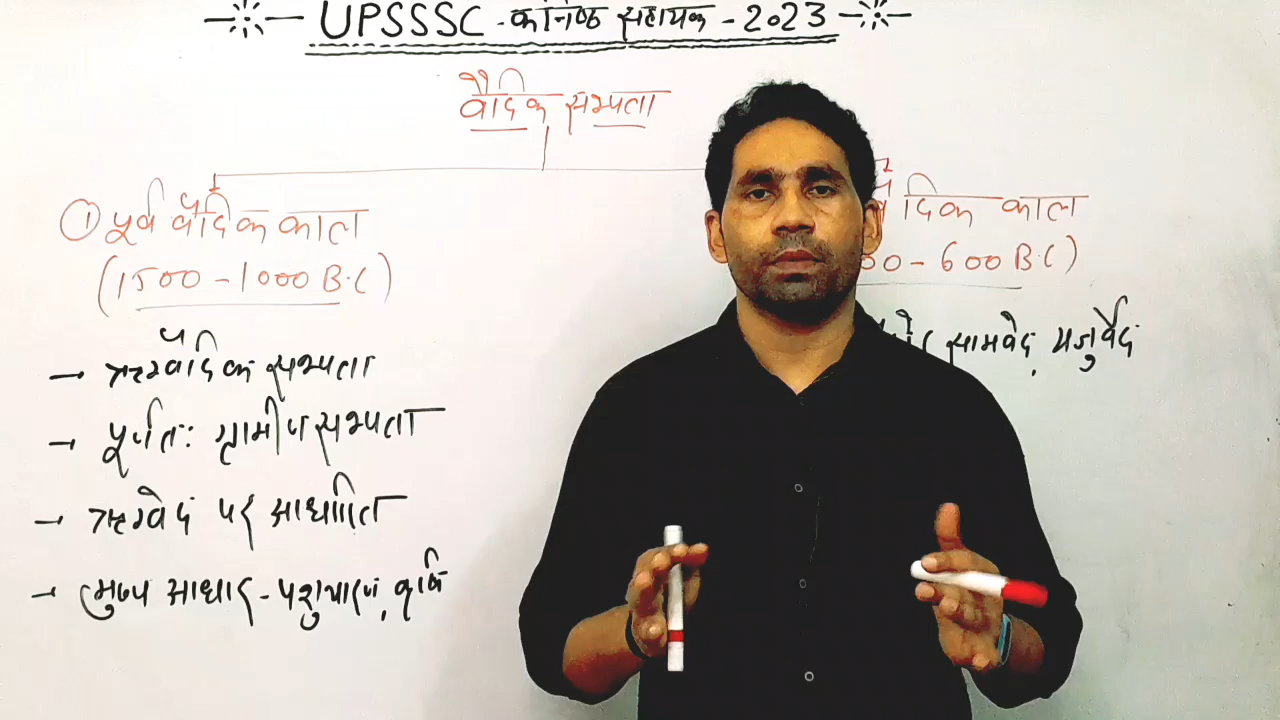 UPSSSC - कनिष्ठ सहायक - 2023
वैदिक सभ्यता
① पूर्व वैदिक काल
(1500 - 1000 B.C)
→ ऋग्वैदिक सभ्यता
→ पूर्णतः ग्रामीण सभ्यता
→ ऋग्वेद पर आधारित
→ मुख्य आधार - पशुपालन, कृषि
दिक काल
00 - 600 B.C)
सामवेद, यजुर्वेद